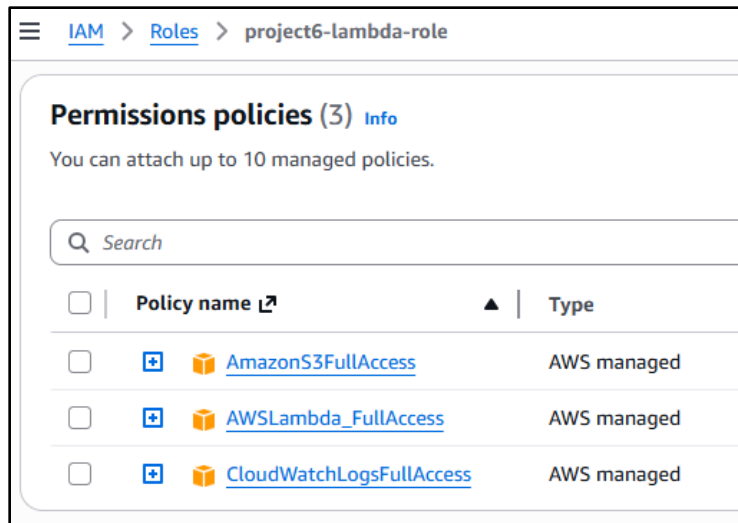 IAM > Roles > project6-lambda-role
Permissions policies (3) Info
You can attach up to 10 managed policies.
Search
Policy name Type
AmazonS3FullAccess AWS managed
AWSLambda_FullAccess AWS managed
CloudWatchLogsFullAccess AWS managed